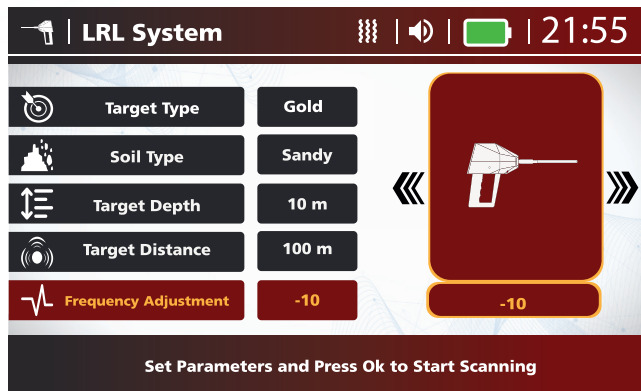 LRL System
21:55
Target Type
Gold
Soil Type
Sandy
Target Depth
10 m
Target Distance
100 m
Frequency Adjustment
-10
-10
Set Parameters and Press Ok to Start Scanning